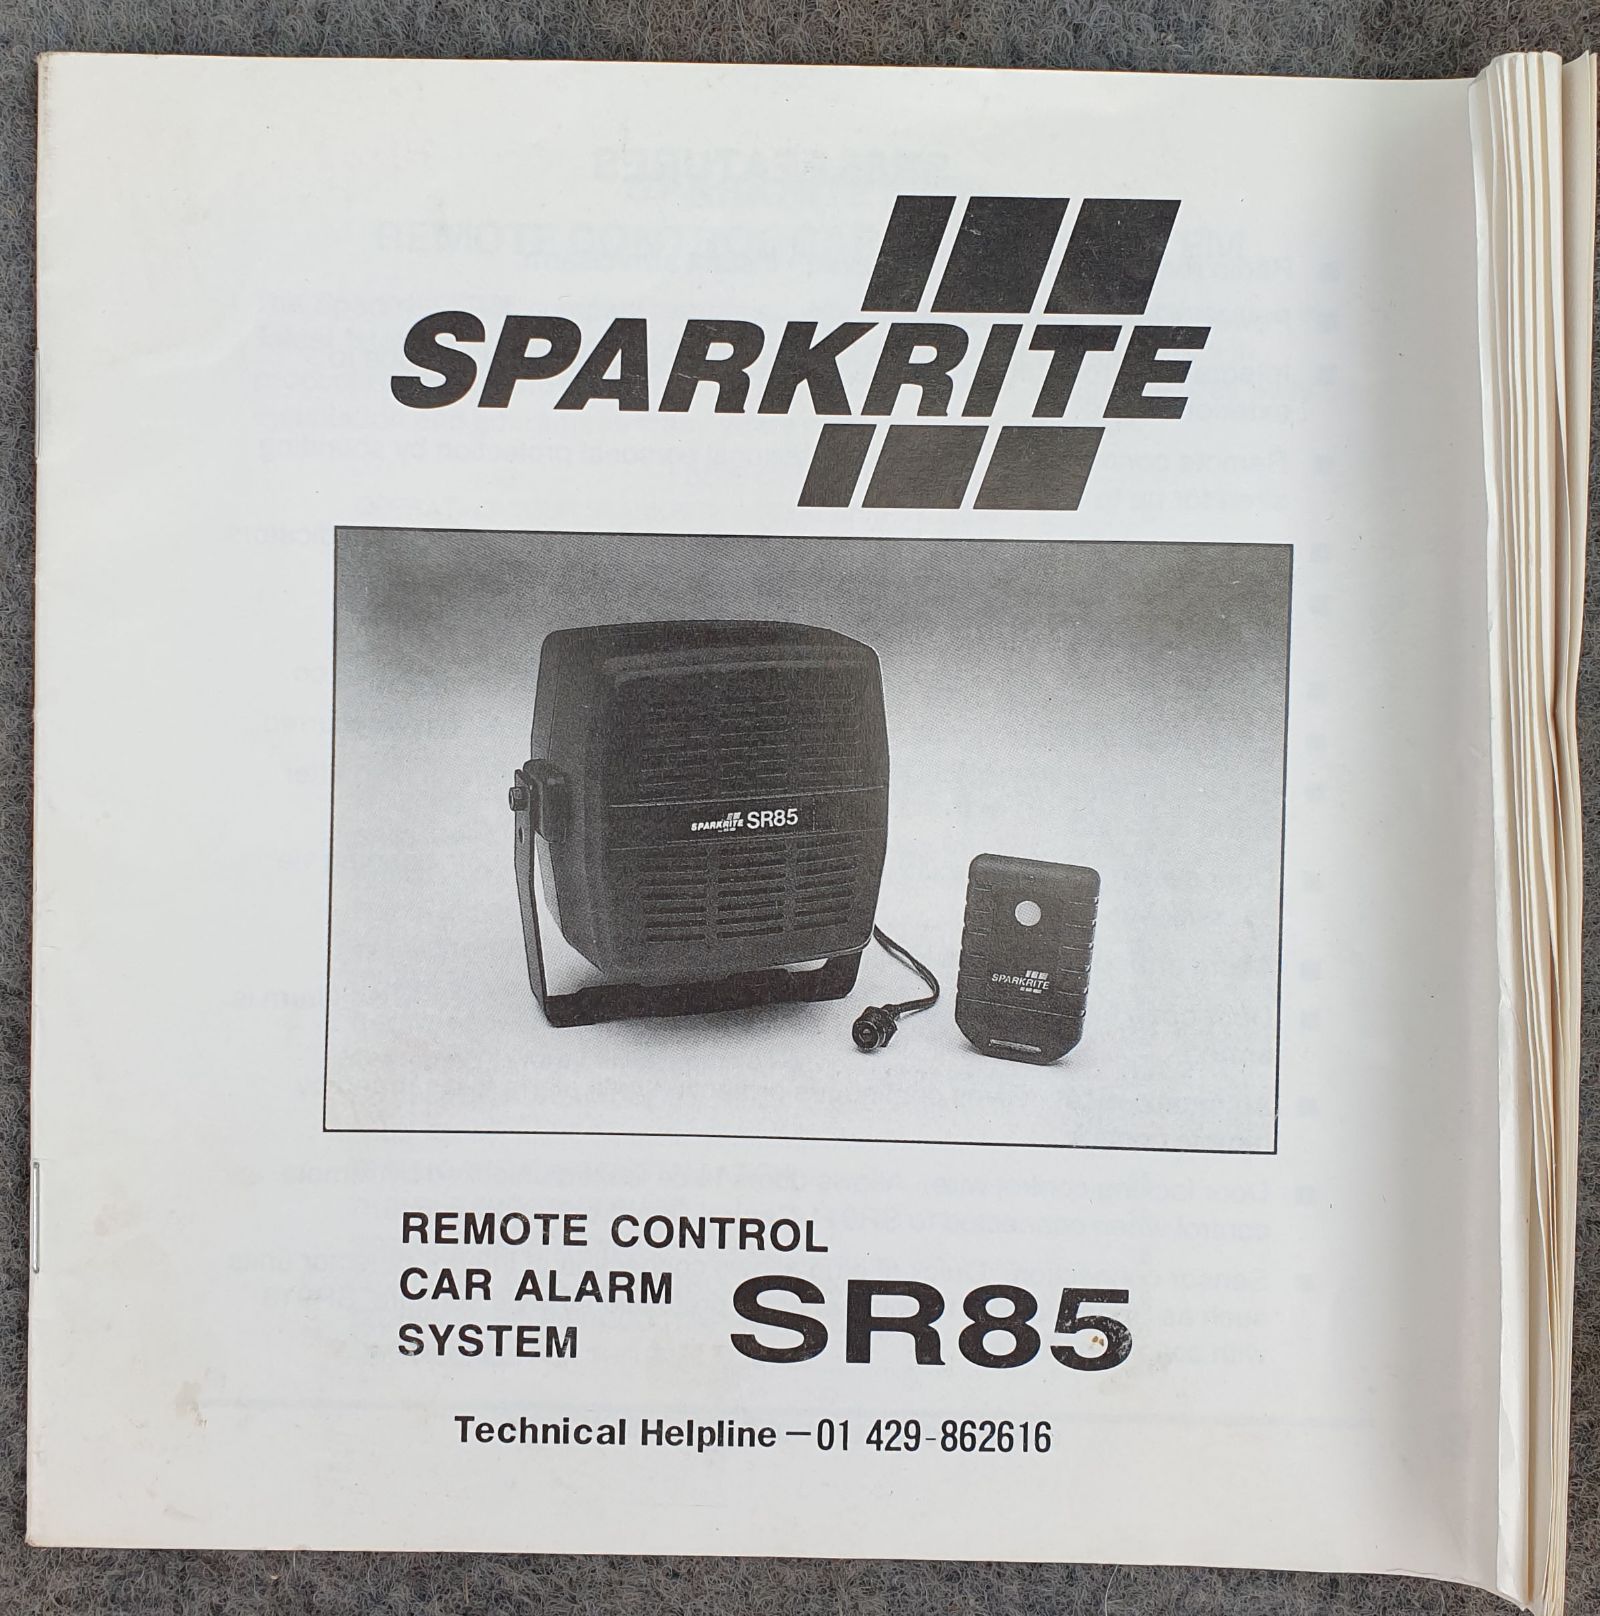 SPARKRITE
SPARKRITE SR85
SPARKRITE
REMOTE CONTROL
CAR ALARM
SYSTEM
SR85
Technical Helpline – 01 429-862616